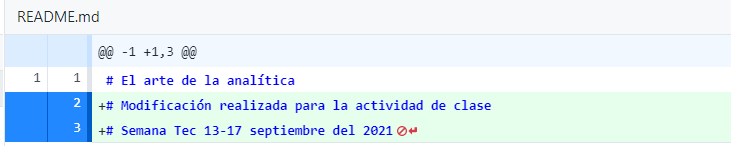 README.md
@@ -1 +1,3 @@
1 1 # El arte de la analítica
2 +# Modificación realizada para la actividad de clase
3 +# Semana Tec 13-17 septiembre del 2021